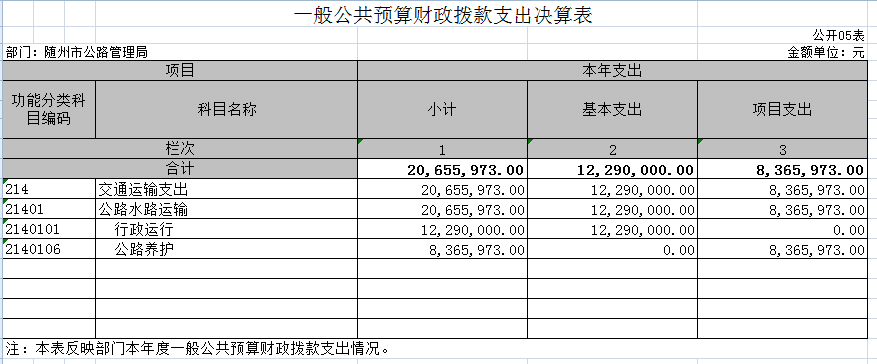 一般公共预算财政拨款支出决算表
公开05表
部门：随州市公路管理局 金额单位：元
项目 本年支出
功能分类科目编码 科目名称 小计 基本支出 项目支出
栏次 1 2 3
合计 20,655,973.00 12,290,000.00 8,365,973.00
214 交通运输支出 20,655,973.00 12,290,000.00 8,365,973.00
21401 公路水路运输 20,655,973.00 12,290,000.00 8,365,973.00
2140101 行政运行 12,290,000.00 12,290,000.00 0.00
2140106 公路养护 8,365,973.00 0.00 8,365,973.00
注：本表反映部门本年度一般公共预算财政拨款支出情况。